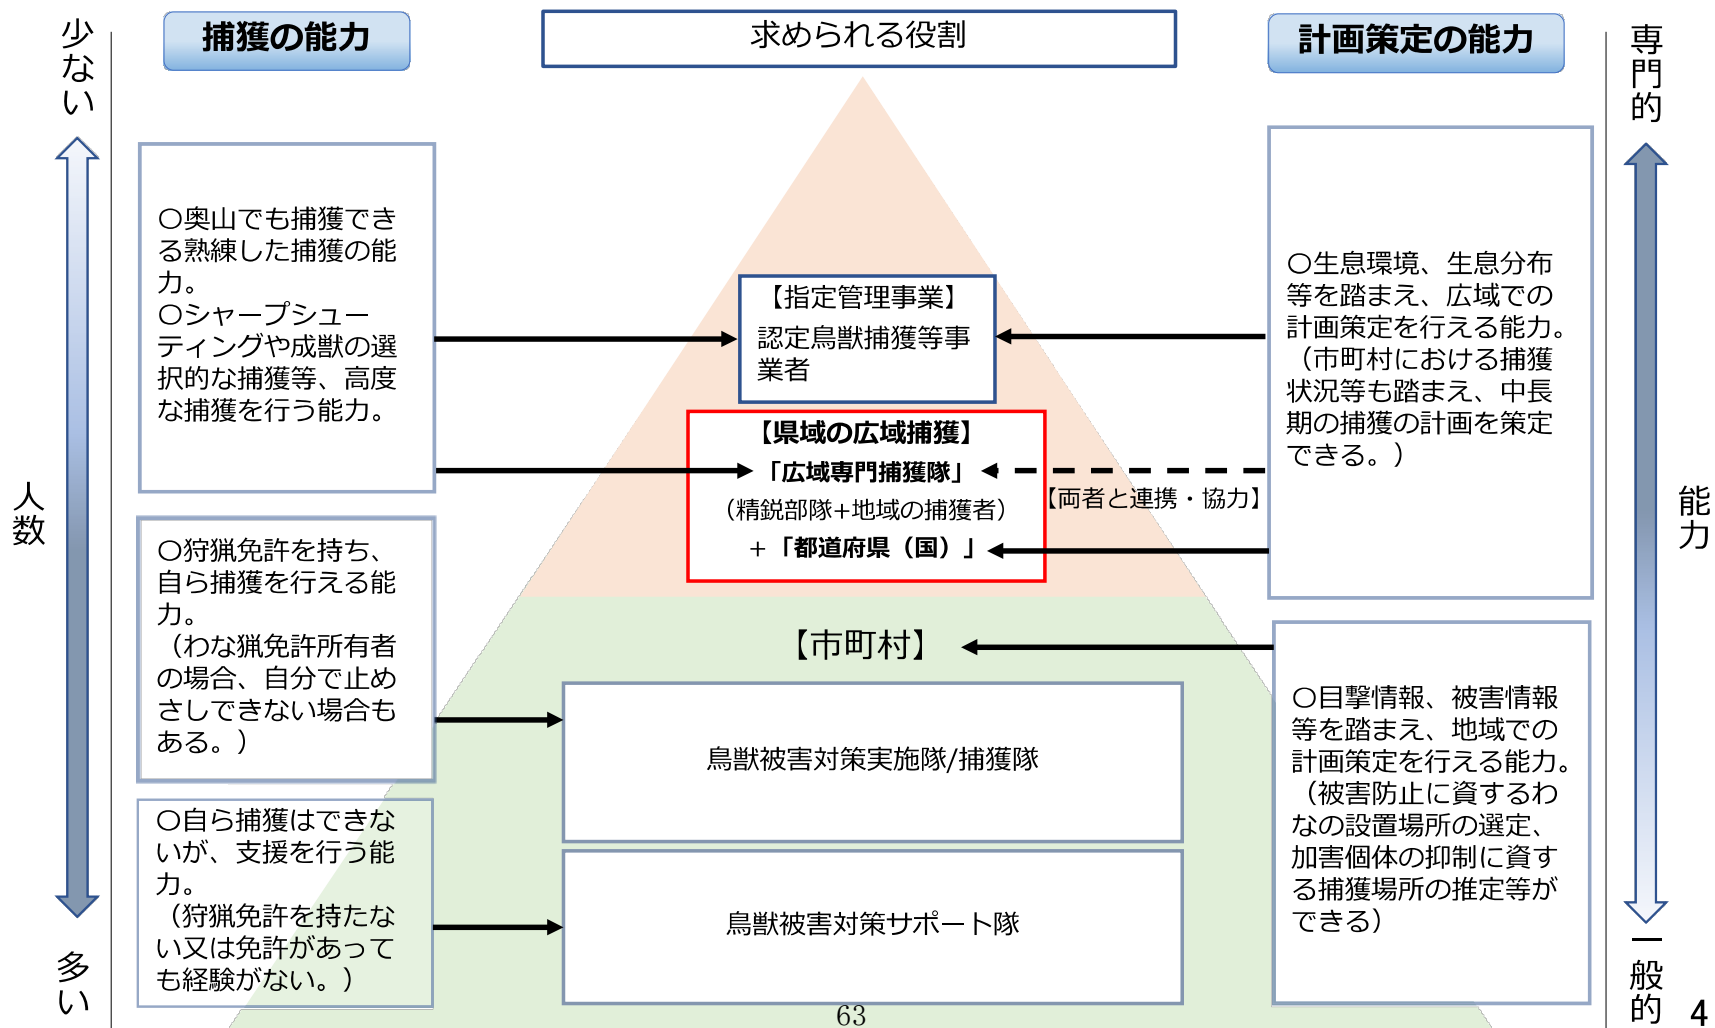 少ない
捕獲の能力
求められる役割
計画策定の能力
専門的
〇奥山でも捕獲でき
る熟練した捕獲の能
力。
〇シャープシュー
ティングや成獣の選
択的な捕獲等、高度
な捕獲を行う能力。
【指定管理事業】
認定鳥獣捕獲等事
業者
〇生息環境、生息分布
等を踏まえ、広域での
計画策定を行える能力。
（市町村における捕獲
状況等も踏まえ、中長
期の捕獲の計画を策定
できる。）
【県域の広域捕獲】
「広域専門捕獲隊」
（精鋭部隊+地域の捕獲者）
+「都道府県（国）」
【両者と連携・協力】
人数
能力
〇狩猟免許を持ち、
自ら捕獲を行える能
力。
（わな猟免許所有者
の場合、自分で止め
さしできない場合も
ある。）
【市町村】
鳥獣被害対策実施隊/捕獲隊
〇目撃情報、被害情報
等を踏まえ、地域での
計画策定を行える能力。
（被害防止に資するわ
なの設置場所の選定、
加害個体の抑制に資す
る捕獲場所の推定等が
できる）
〇自ら捕獲はできな
いが、支援を行う能
力。
（狩猟免許を持たな
い又は免許があって
も経験がない。）
鳥獣被害対策サポート隊
多い
一般的
63
4